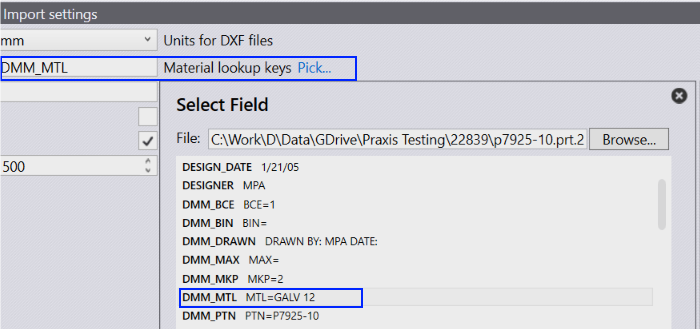 Import settings
mm Units for DXF files
DMM_MTL Material lookup keys Pick...
Select Field
File: C:\Work\D\Data\GDrive\Praxis Testing\22839\p7925-10.prt.2 Browse...
500
DESIGN_DATE 1/21/05
DESIGNER MPA
DMM_BCE BCE=1
DMM_BIN BIN=
DMM_DRAWN DRAWN BY: MPA DATE:
DMM_MAX MAX=
DMM_MKP MKP=2
DMM_MTL MTL=GALV 12
DMM_PTN PTN=P7925-10